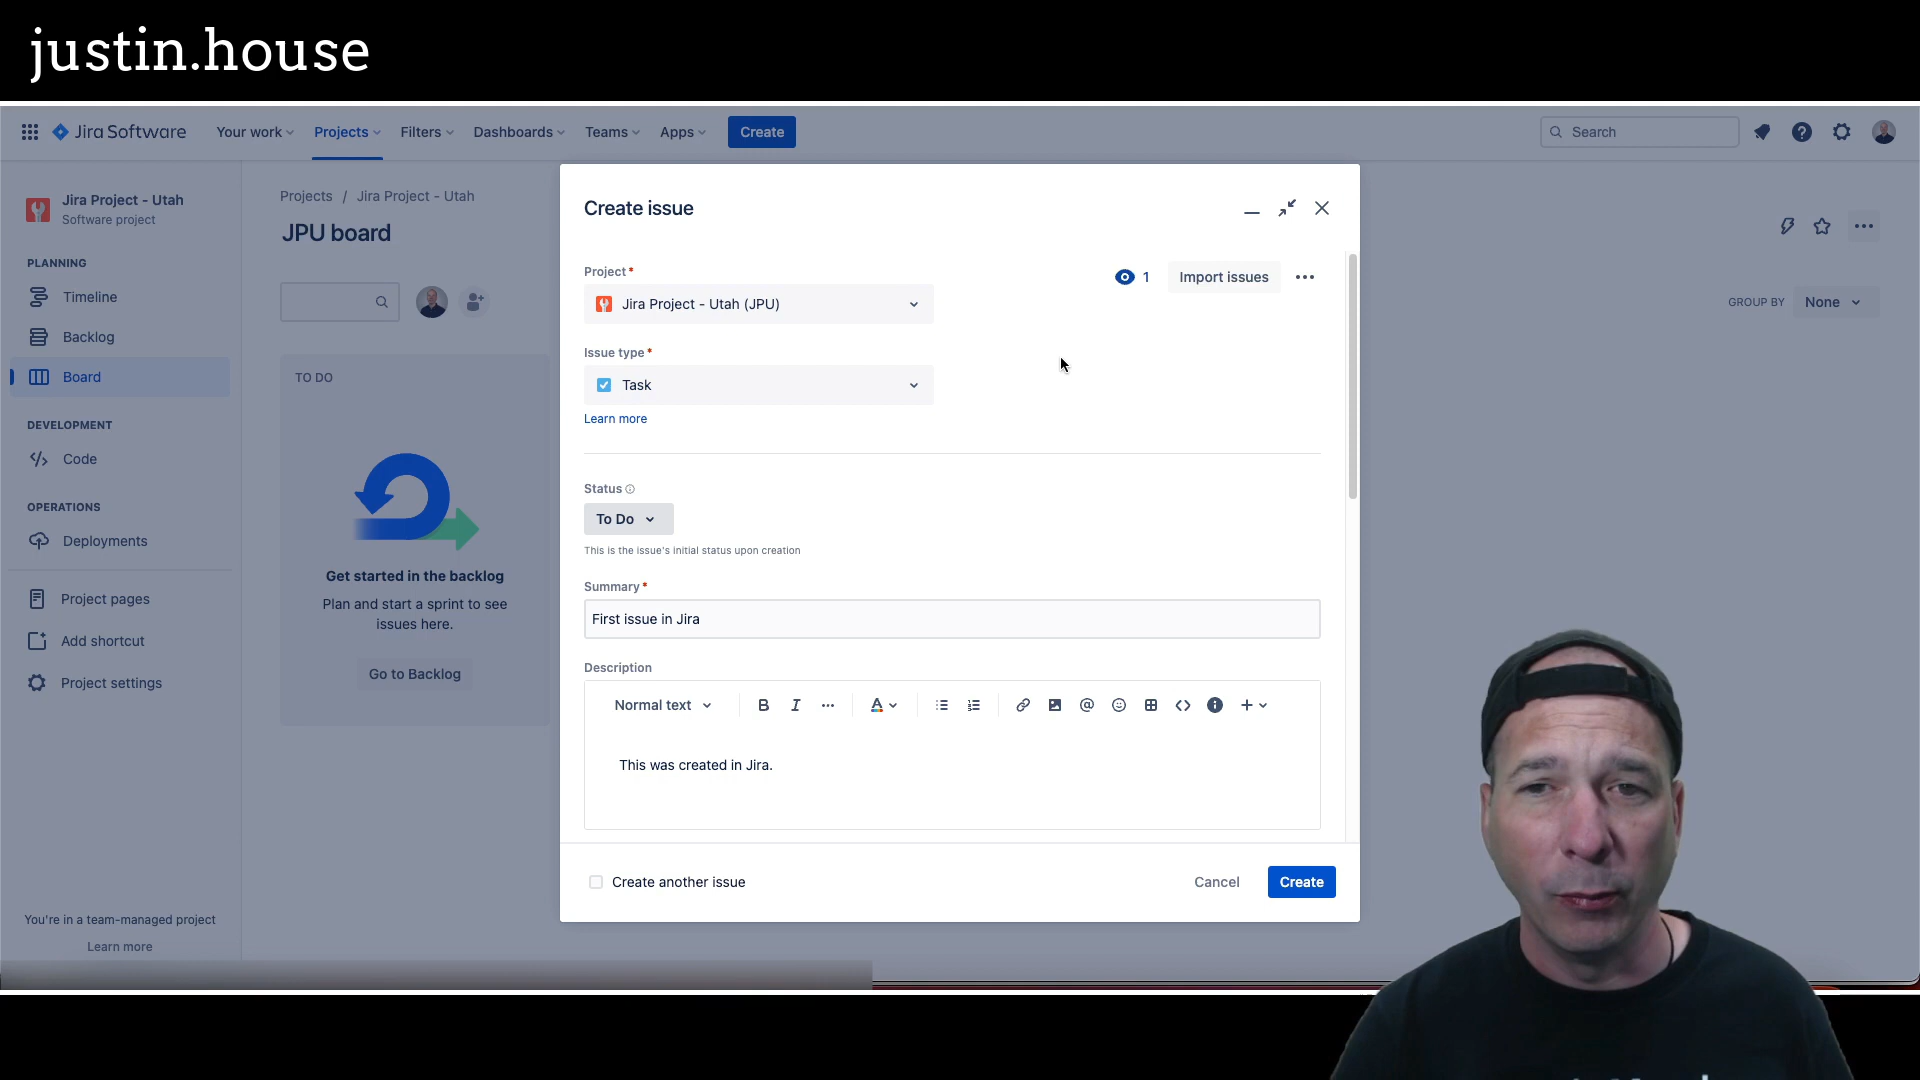 justin.house
Jira Software
Your work
Projects
Filters
Dashboards
Teams
Apps
Create
Search
Jira Project - Utah
Software project
PLANNING
Timeline
Backlog
Board
DEVELOPMENT
Code
OPERATIONS
Deployments
Project pages
Add shortcut
Project settings
You're in a team-managed project
Learn more
Projects / Jira Project - Utah
JPU board
GROUP BY None
TO DO
Get started in the backlog
Plan and start a sprint to see
issues here.
Go to Backlog
Create issue
Project*
1
Import issues
Jira Project - Utah (JPU)
Issue type*
Task
Learn more
Status
To Do
This is the issue's initial status upon creation
Summary*
First issue in Jira
Description
Normal text
This was created in Jira.
Create another issue
Cancel
Create